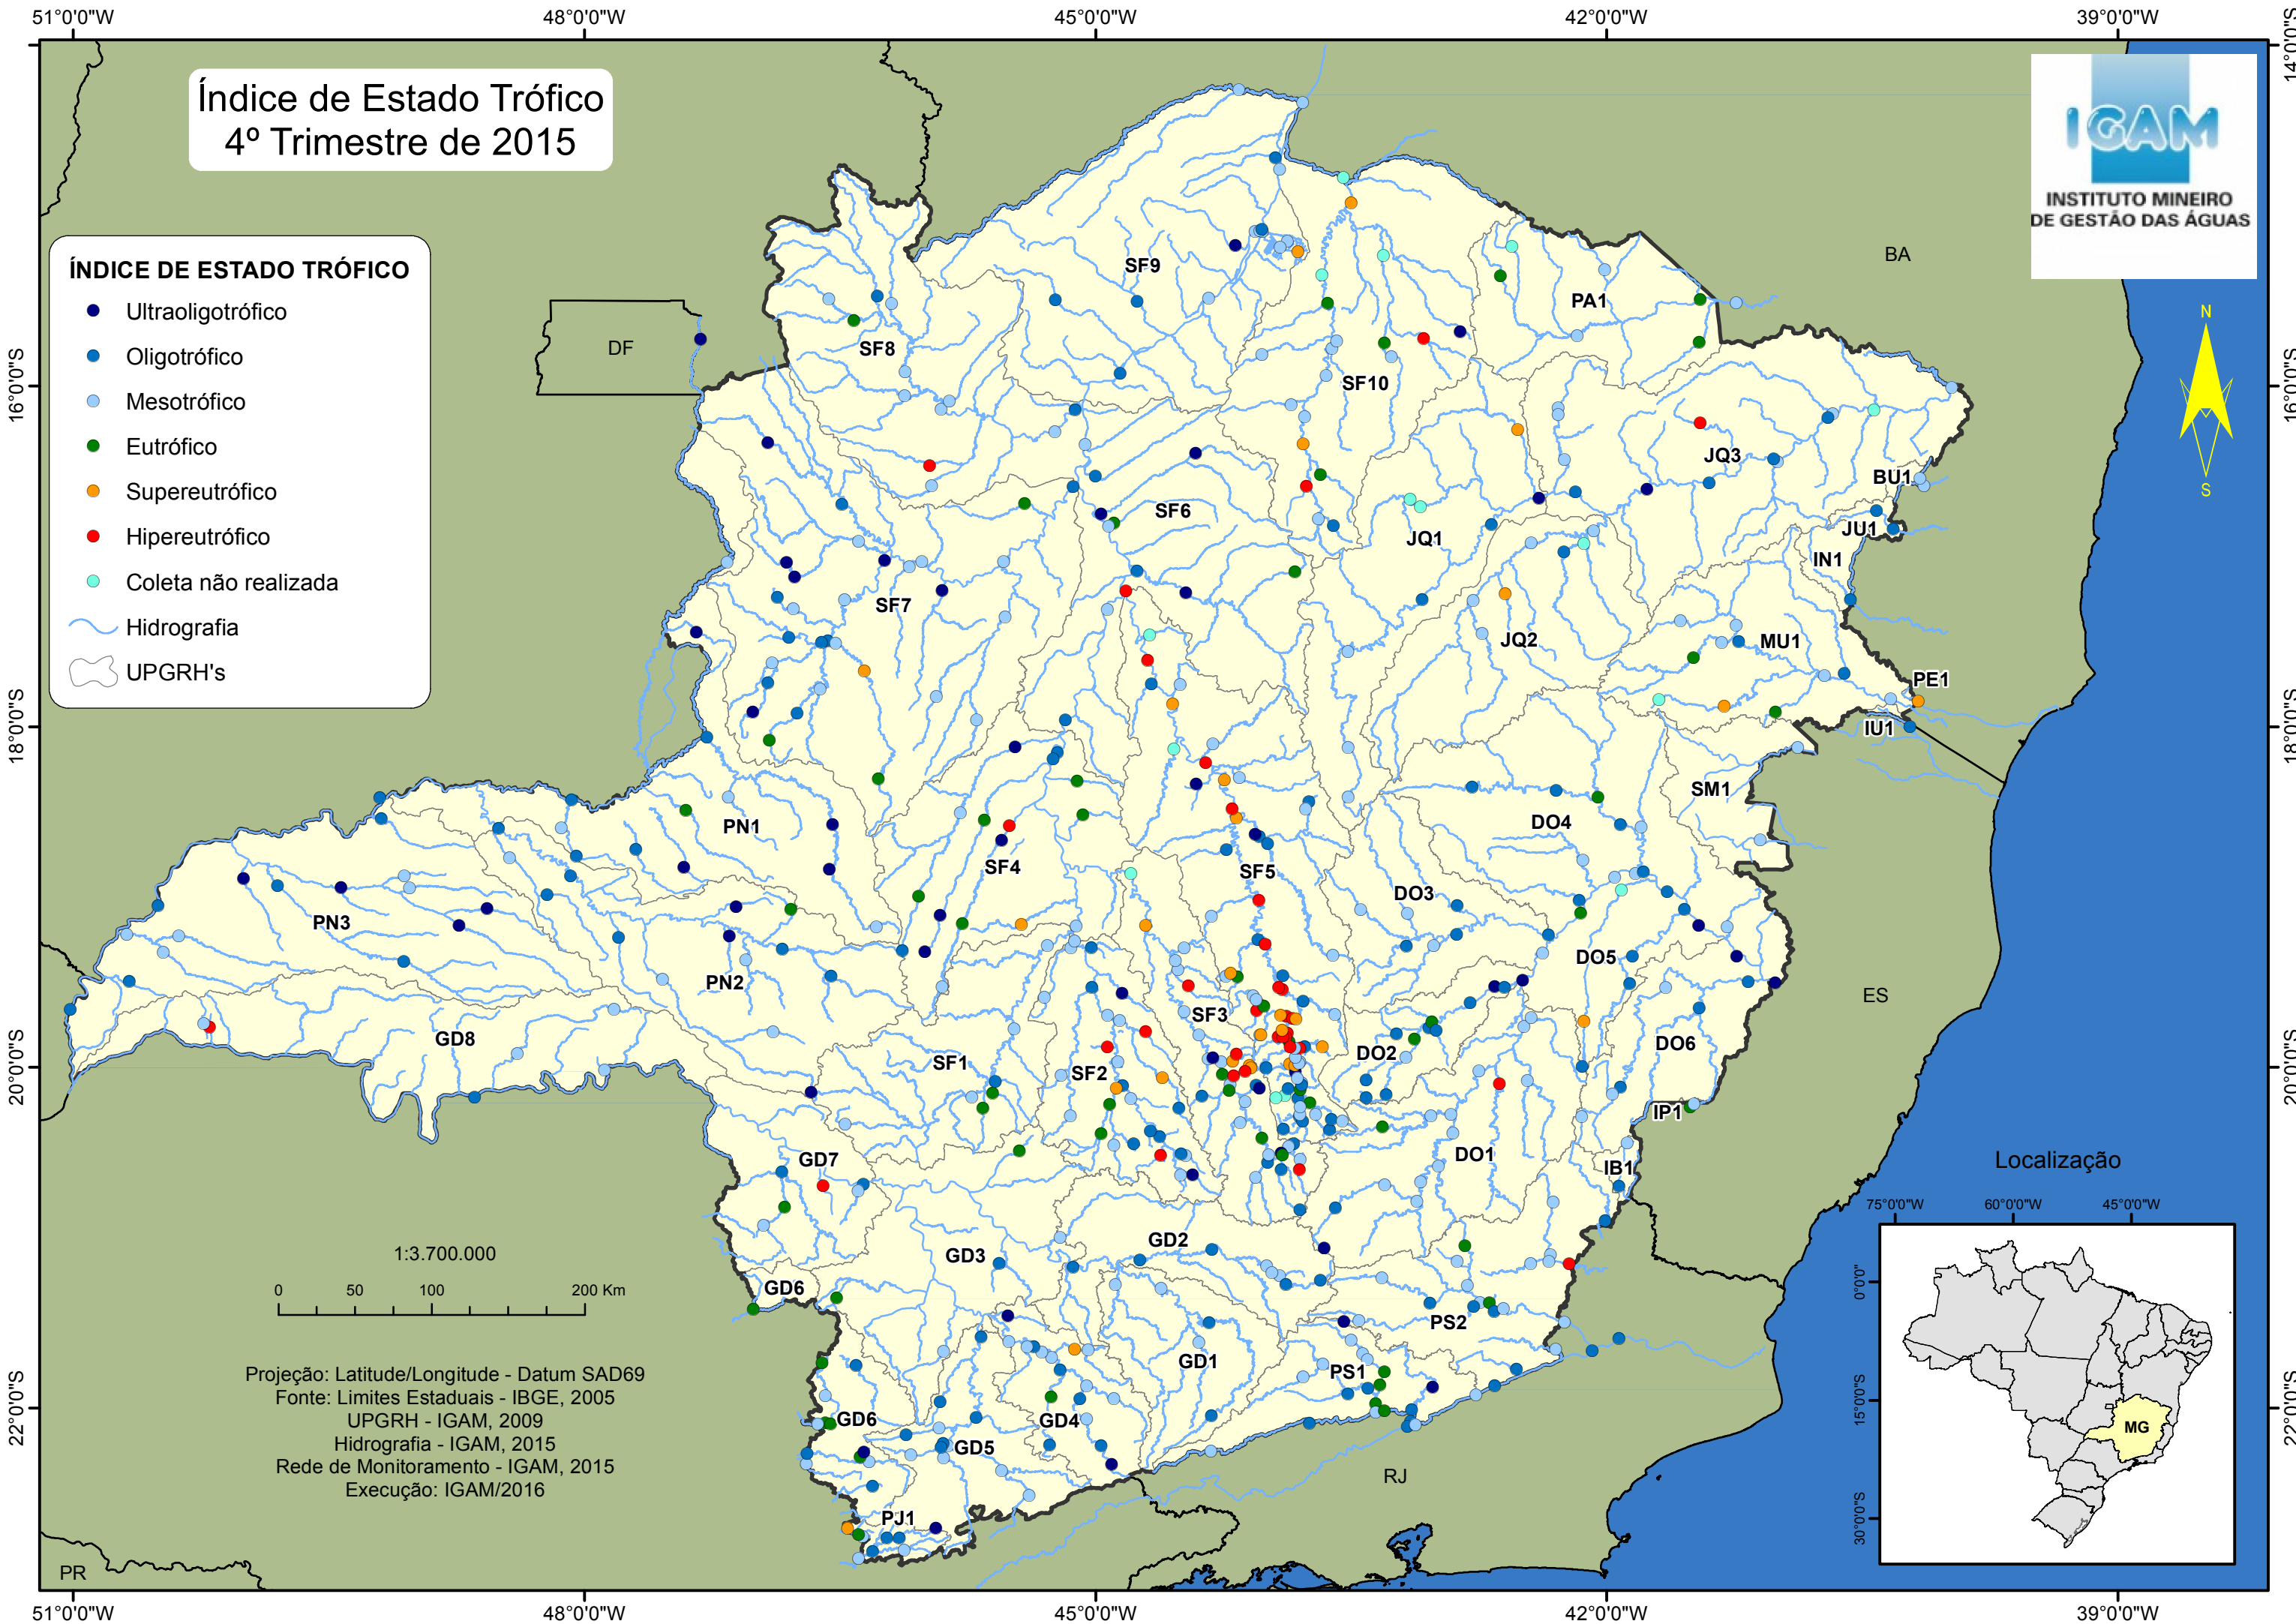 51°0'0"W
48°0'0"W
45°0'0"W
42°0'0"W
39°0'0"W
14°0'0"S
Índice de Estado Trófico
4º Trimestre de 2015
IGAM
INSTITUTO MINEIRO
DE GESTÃO DAS ÁGUAS
ÍNDICE DE ESTADO TRÓFICO
Ultraoligotrófico
Oligotrófico
Mesotrófico
Eutrófico
Supereutrófico
Hipereutrófico
Coleta não realizada
Hidrografia
UPGRH's
BA
N
S
DF
SF9
PA1
SF8
SF10
16°0'0"S
16°0'0"S
JQ3
BU1
SF6
JU1
JQ1
IN1
SF7
JQ2
MU1
PE1
IU1
18°0'0"S
18°0'0"S
SM1
PN1
DO4
SF4
SF5
DO3
PN3
DO5
PN2
ES
SF3
GD8
DO2
DO6
SF1
SF2
20°0'0"S
20°0'0"S
IP1
DO1
GD7
IB1
GD2
GD3
GD6
PS2
GD1
PS1
GD6
GD4
GD5
22°0'0"S
22°0'0"S
RJ
PJ1
PR
1:3.700.000
0 50 100 200 Km
Projeção: Latitude/Longitude - Datum SAD69
Fonte: Limites Estaduais - IBGE, 2005
UPGRH - IGAM, 2009
Hidrografia - IGAM, 2015
Rede de Monitoramento - IGAM, 2015
Execução: IGAM/2016
Localização
75°0'0"W
60°0'0"W
45°0'0"W
0°0'0"
15°0'0"S
30°0'0"S
MG
51°0'0"W
48°0'0"W
45°0'0"W
42°0'0"W
39°0'0"W